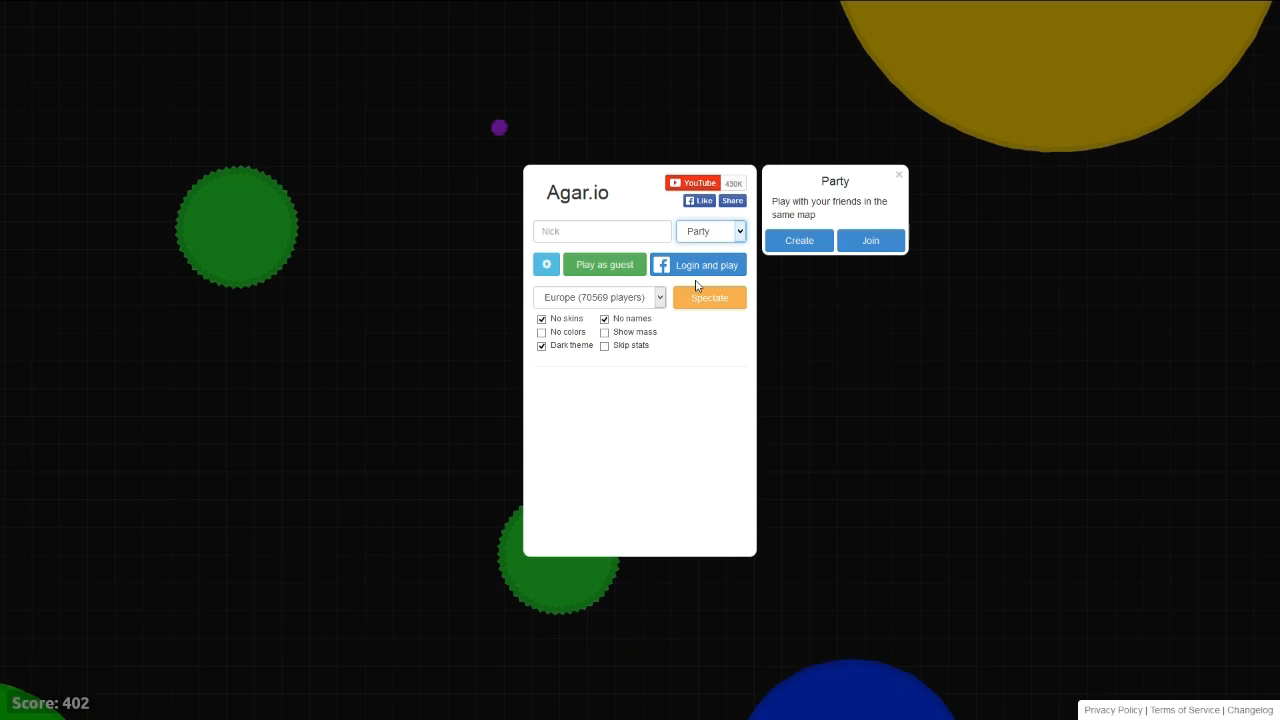 Agar.io
YouTube 430K
Like Share
Nick
Party
Play as guest
Login and play
Europe (70569 players)
Spectate
No skins
No names
No colors
Show mass
Dark theme
Skip stats
Party
×
Play with your friends in the
same map
Create
Join
Score: 402
Privacy Policy | Terms of Service | Changelog